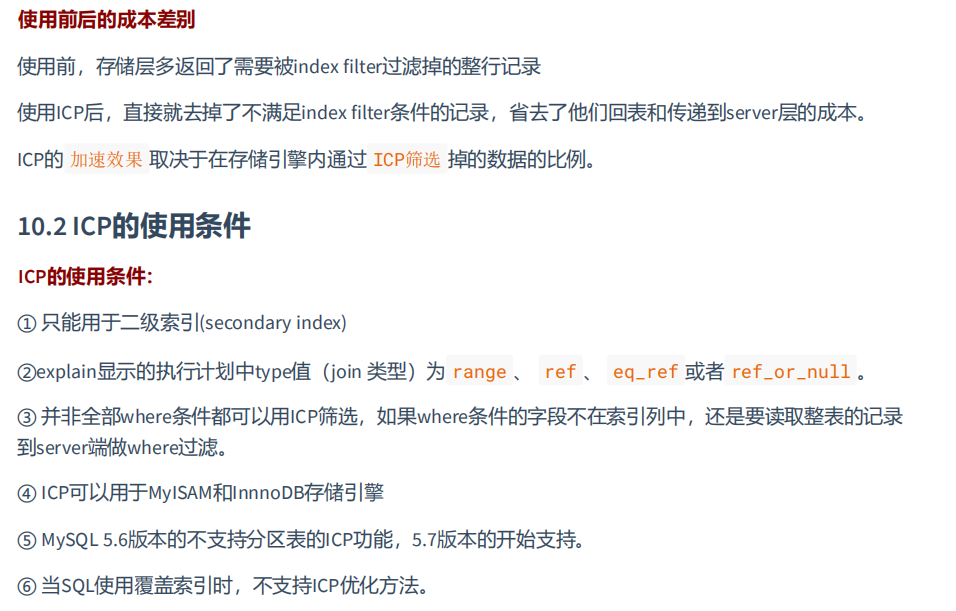 使用前后的成本差别
使用前，存储层多返回了需要被index filter过滤掉的整行记录
使用ICP后，直接就去掉了不满足index filter条件的记录，省去了他们回表和传递到server层的成本。
ICP的 加速效果 取决于在存储引擎内通过 ICP筛选 掉的数据的比例。
10.2 ICP的使用条件
ICP的使用条件：
① 只能用于二级索引(secondary index)
②explain显示的执行计划中type值（join 类型）为 range 、 ref 、 eq_ref 或者 ref_or_null 。
③ 并非全部where条件都可以用ICP筛选，如果where条件的字段不在索引列中，还是要读取整表的记录
到server端做where过滤。
④ ICP可以用于MyISAM和InnnoDB存储引擎
⑤ MySQL 5.6版本的不支持分区表的ICP功能，5.7版本的开始支持。
⑥ 当SQL使用覆盖索引时，不支持ICP优化方法。